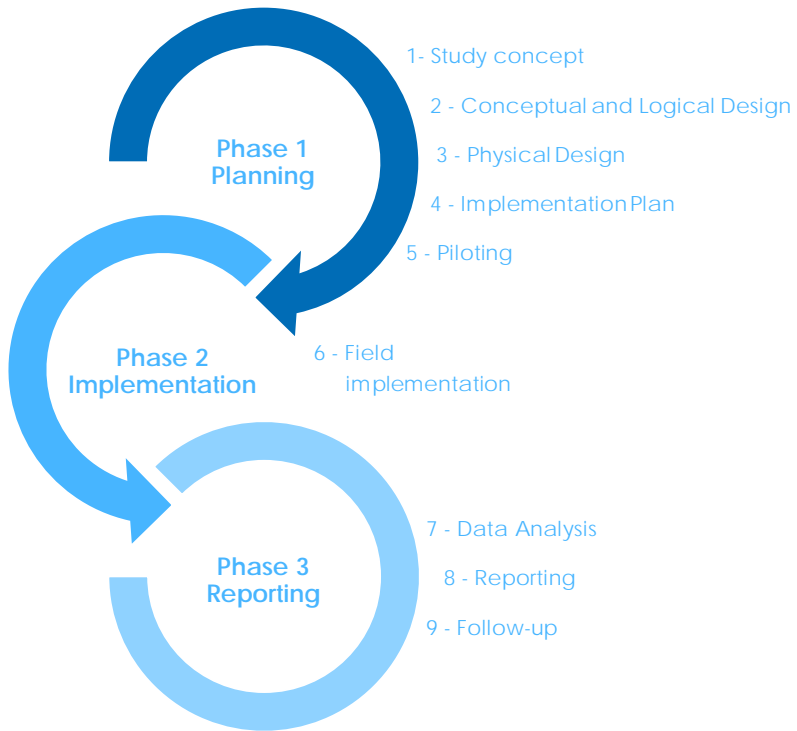 1- Study concept
2 - Conceptual and Logical Design
Phase 1
Planning
3 - Physical Design
4 - Implementation Plan
5 - Piloting
Phase 2
Implementation
6 - Field
implementation
7 - Data Analysis
Phase 3
Reporting
8 - Reporting
9 - Follow-up